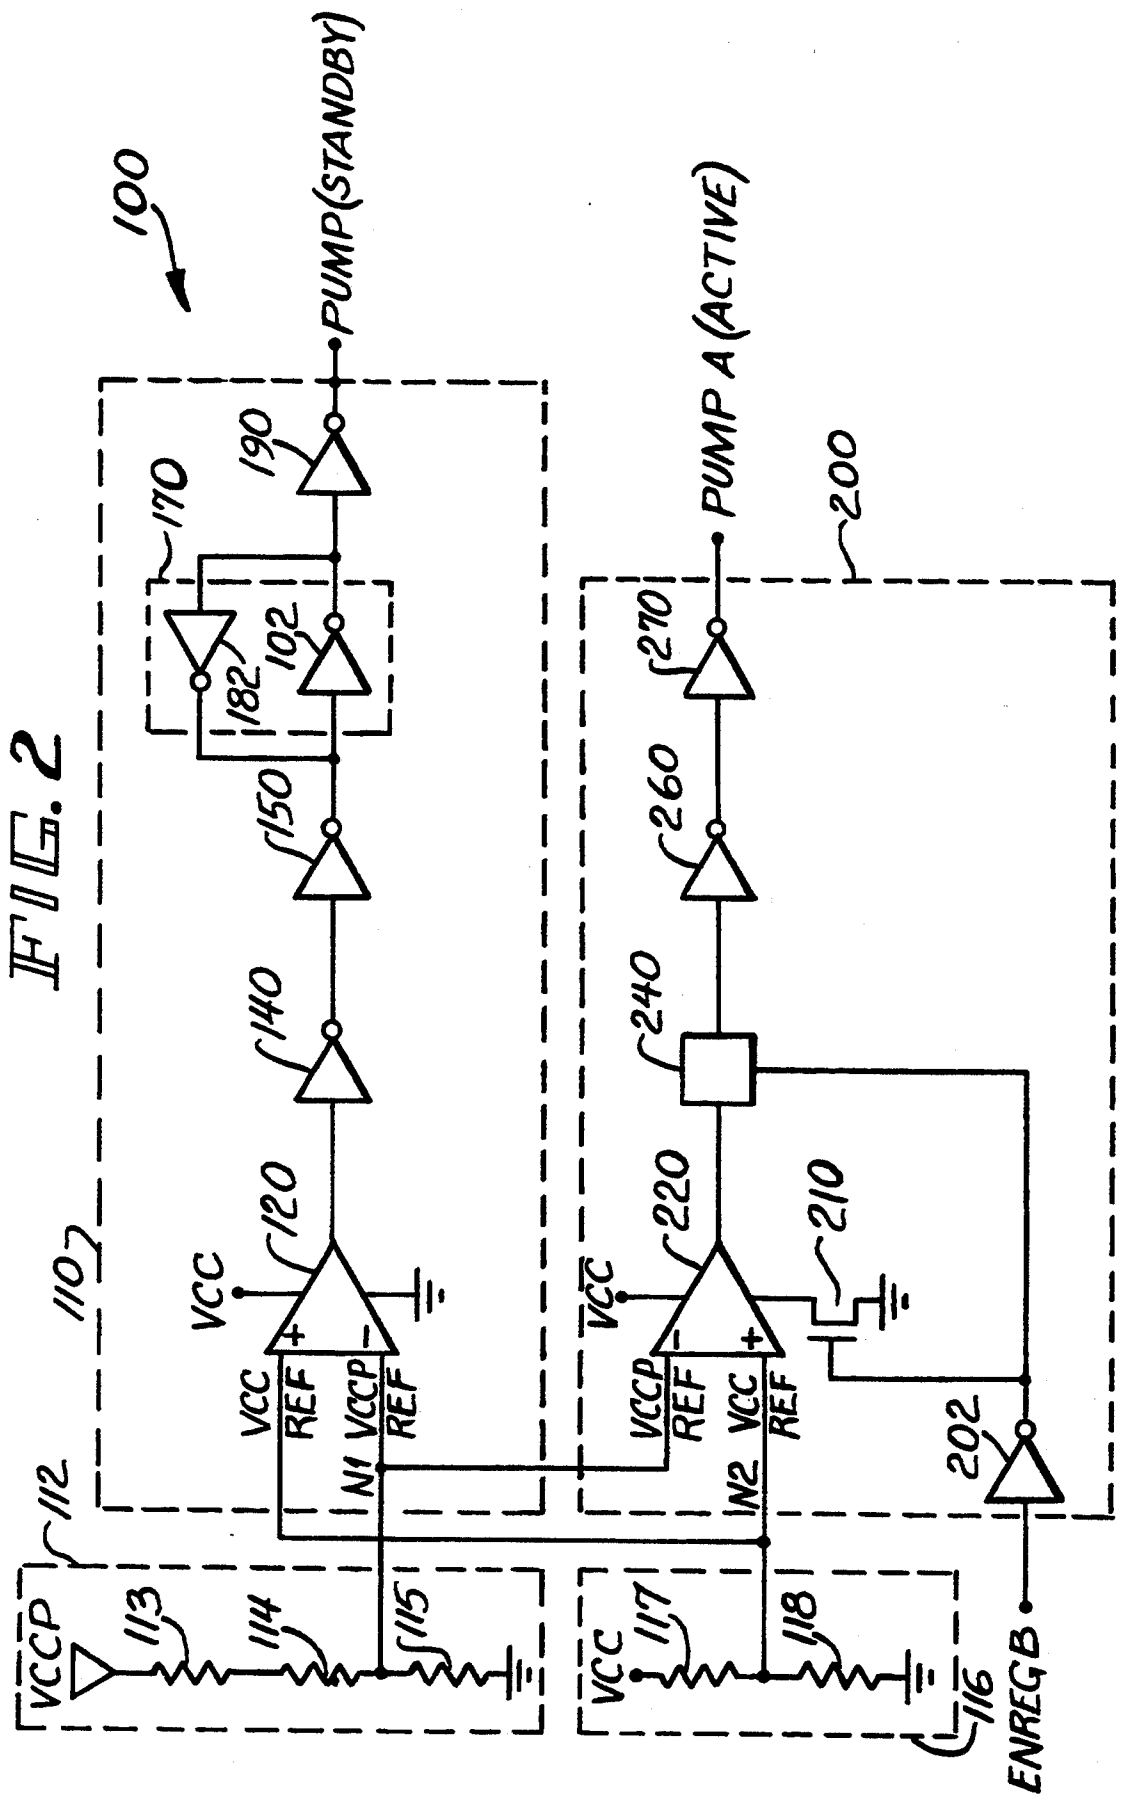 FIG. 2
100
110
112
VCCP
113
114
115
VCC
REF
N1
VCCP
REF
+
-
VCC
120
140
150
170
182
102
190
PUMP (STANDBY)
116
VCC
117
118
VCCP
REF
N2
VCC
REF
-
+
VCC
220
210
240
260
270
200
PUMP A (ACTIVE)
202
ENREGB